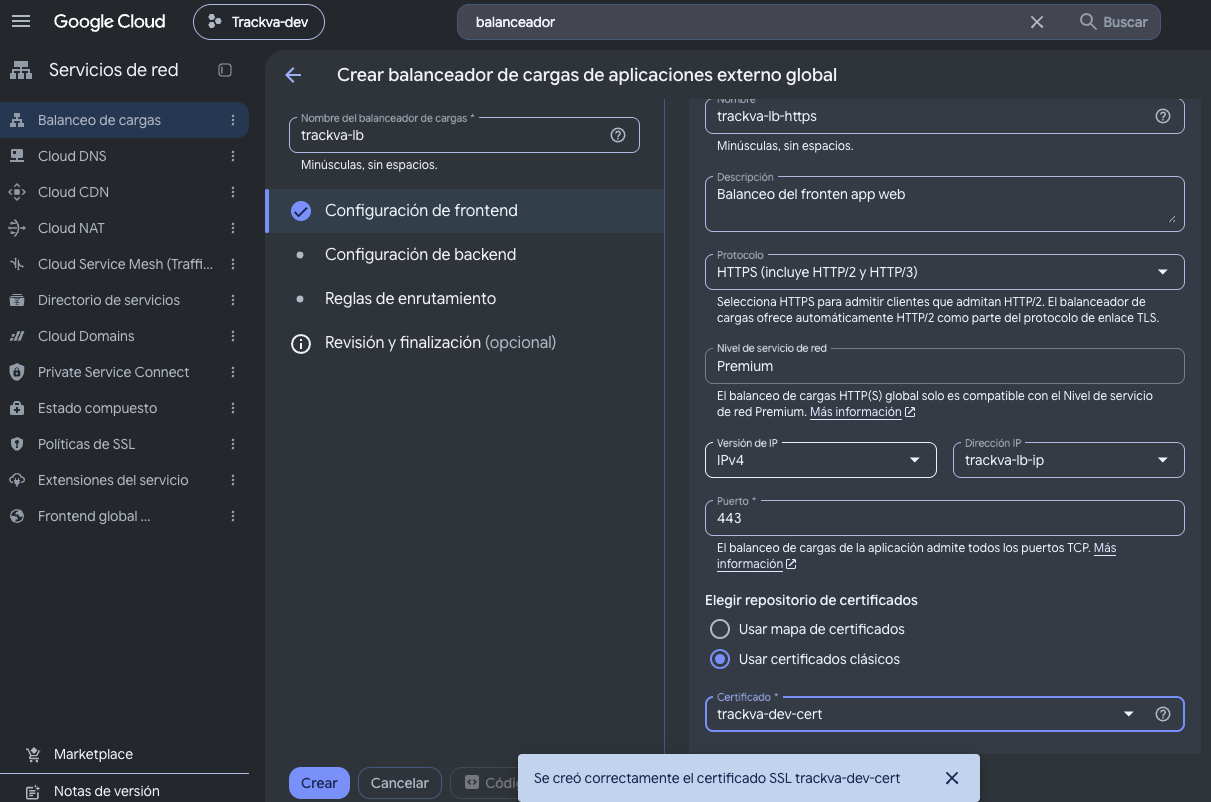 Google Cloud
Trackva-dev
balanceador
Buscar
Servicios de red
Balanceo de cargas
Cloud DNS
Cloud CDN
Cloud NAT
Cloud Service Mesh (Traffi...
Directorio de servicios
Cloud Domains
Private Service Connect
Estado compuesto
Políticas de SSL
Extensiones del servicio
Frontend global ...
Marketplace
Notas de versión
Crear balanceador de cargas de aplicaciones externo global
Nombre del balanceador de cargas *
trackva-lb
Minúsculas, sin espacios.
Configuración de frontend
Configuración de backend
Reglas de enrutamiento
Revisión y finalización (opcional)
Nombre
trackva-lb-https
Minúsculas, sin espacios.
Descripción
Balanceo del fronten app web
Protocolo
HTTPS (incluye HTTP/2 y HTTP/3)
Selecciona HTTPS para admitir clientes que admitan HTTP/2. El balanceador de
cargas ofrece automáticamente HTTP/2 como parte del protocolo de enlace TLS.
Nivel de servicio de red
Premium
El balanceo de cargas HTTP(S) global solo es compatible con el Nivel de servicio
de red Premium. Más información
Versión de IP
IPv4
Dirección IP
trackva-lb-ip
Puerto *
443
El balanceo de cargas de la aplicación admite todos los puertos TCP. Más
información
Elegir repositorio de certificados
Usar mapa de certificados
Usar certificados clásicos
Certificado *
trackva-dev-cert
Crear
Cancelar
Se creó correctamente el certificado SSL trackva-dev-cert